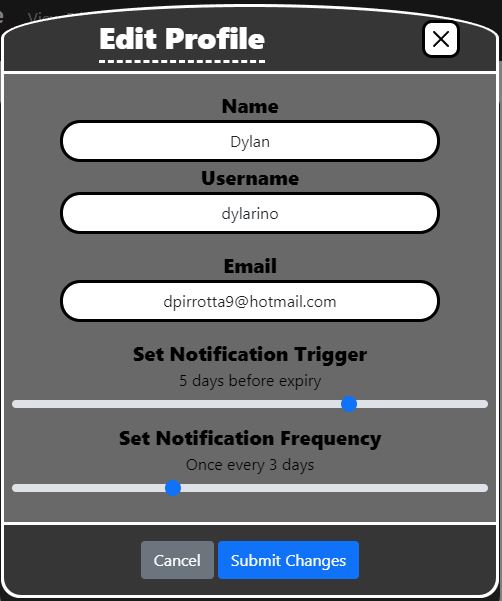 Edit Profile
Name
Dylan
Username
dylarino
Email
dpirrotta9@hotmail.com
Set Notification Trigger
5 days before expiry
Set Notification Frequency
Once every 3 days
Cancel
Submit Changes